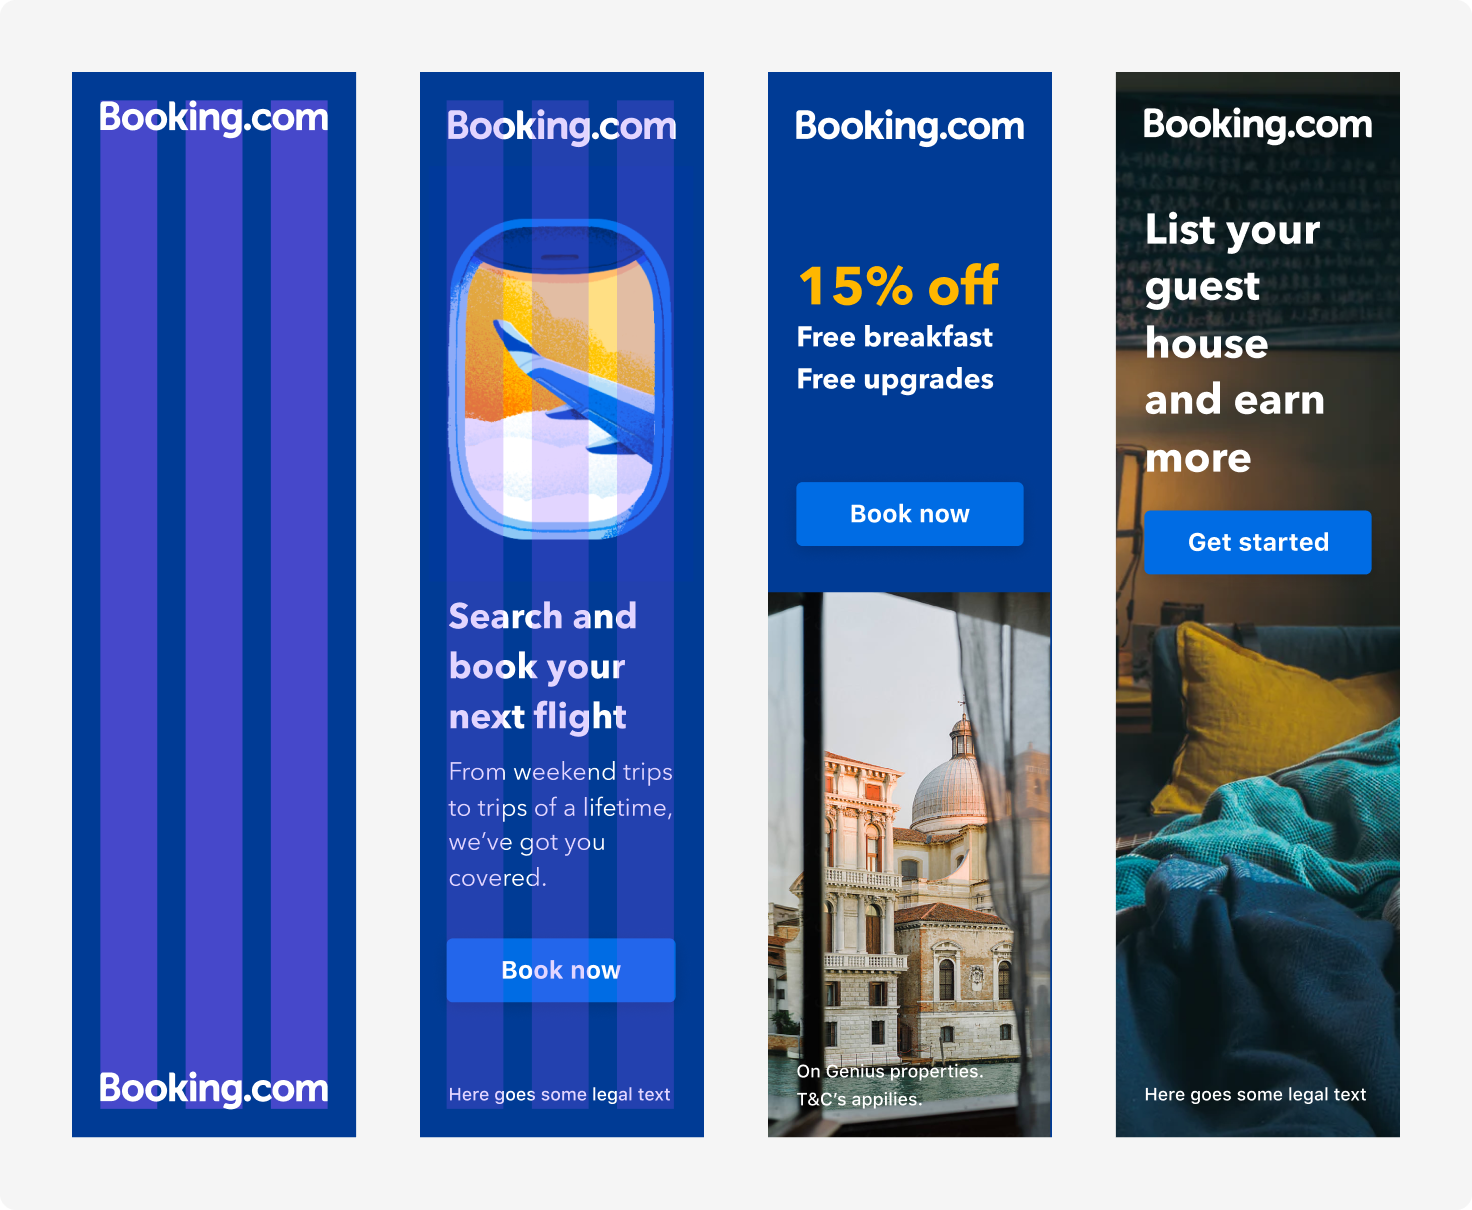 Booking.com
Booking.com
Booking.com
Search and
book your
next flight
From weekend trips
to trips of a lifetime,
we’ve got you
covered.
Book now
Here goes some legal text
Booking.com
15% off
Free breakfast
Free upgrades
Book now
On Genius properties.
T&C’s appilies.
Booking.com
List your
guest
house
and earn
more
Get started
Here goes some legal text